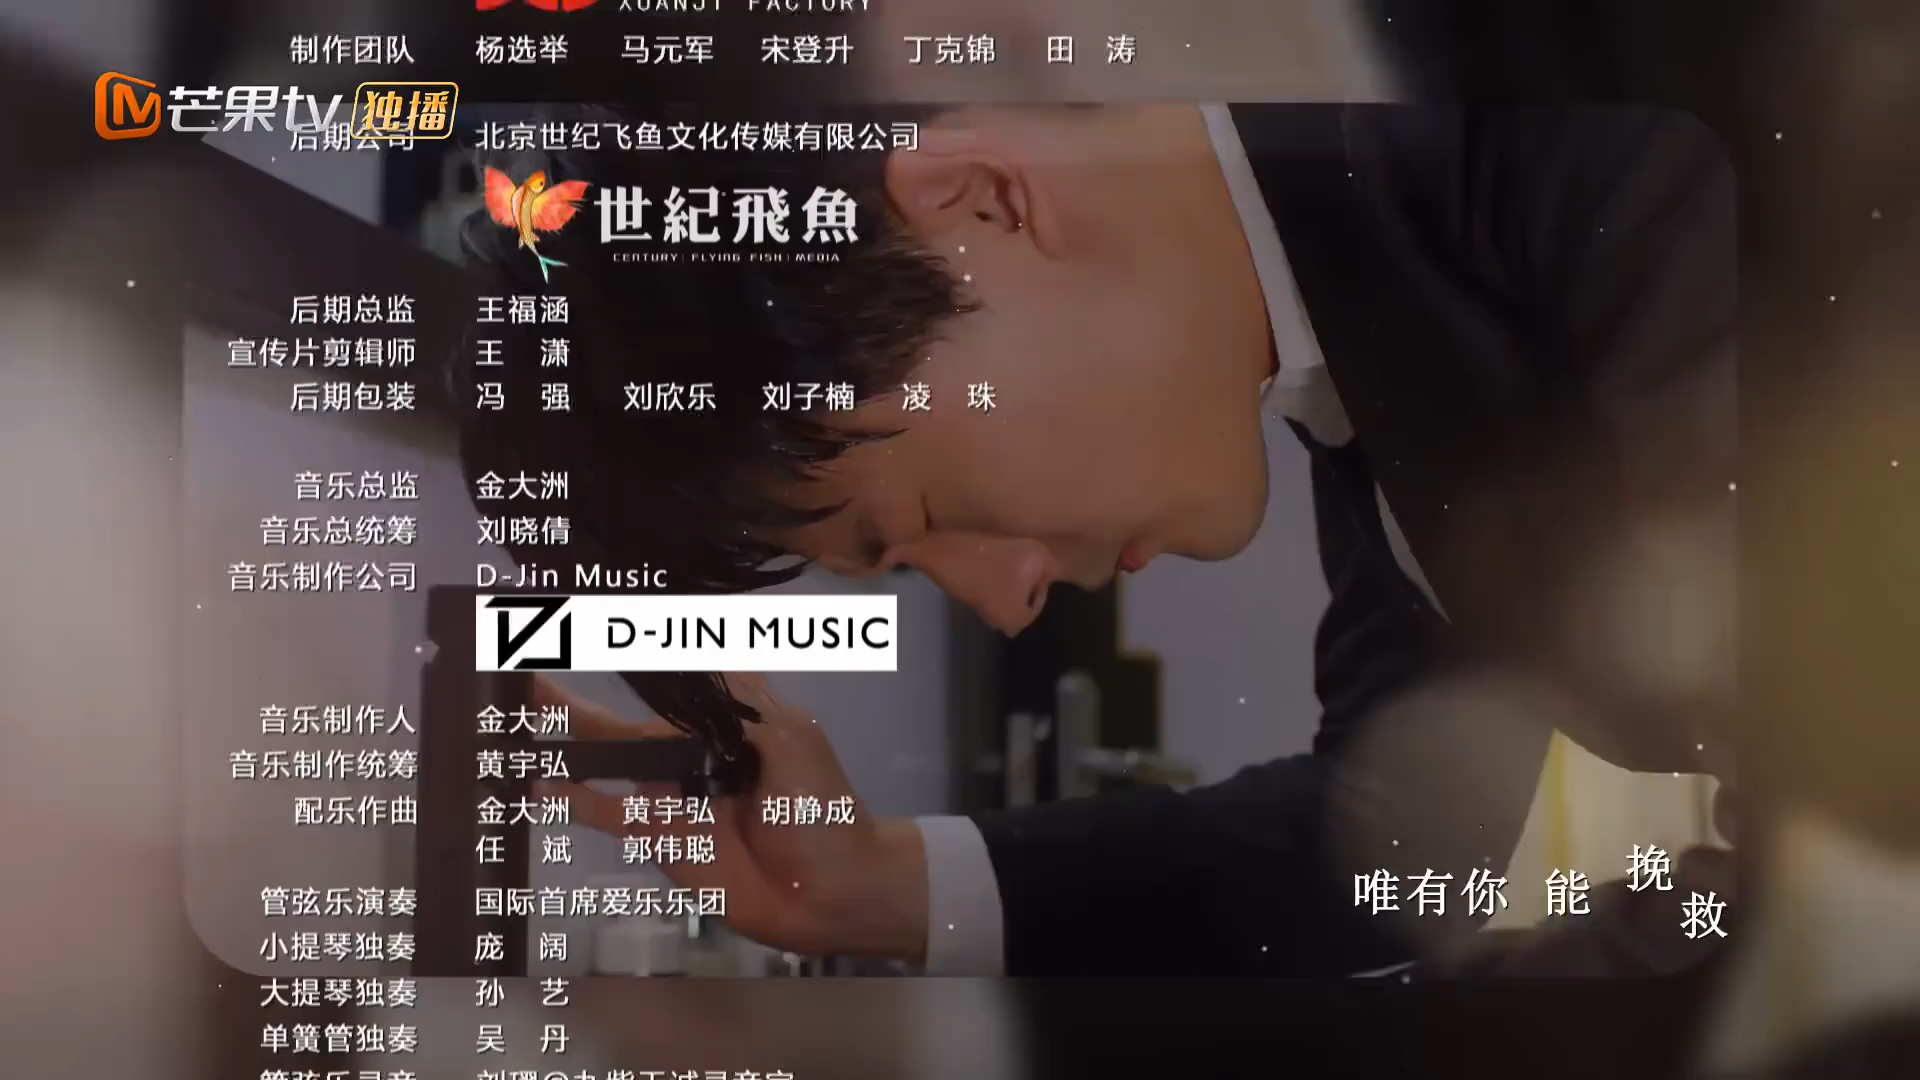 XUANJI FACTORY
制作团队 杨选举 马元军 宋登升 丁克锦 田 涛
芒果tv 独播
后期公司 北京世纪飞鱼文化传媒有限公司
世紀飛魚
CENTURY FLYING FISH MEDIA
后期总监 王福涵
宣传片剪辑师 王 潇
后期包装 冯 强 刘欣乐 刘子楠 凌 珠
音乐总监 金大洲
音乐总统筹 刘晓倩
音乐制作公司 D-Jin Music
D-JIN MUSIC
音乐制作人 金大洲
音乐制作统筹 黄宇弘
配乐作曲 金大洲 黄宇弘 胡静成
任 斌 郭伟聪
管弦乐演奏 国际首席爱乐乐团
小提琴独奏 庞 阔
大提琴独奏 孙 艺
单簧管独奏 吴 丹
唯有你 能 挽救